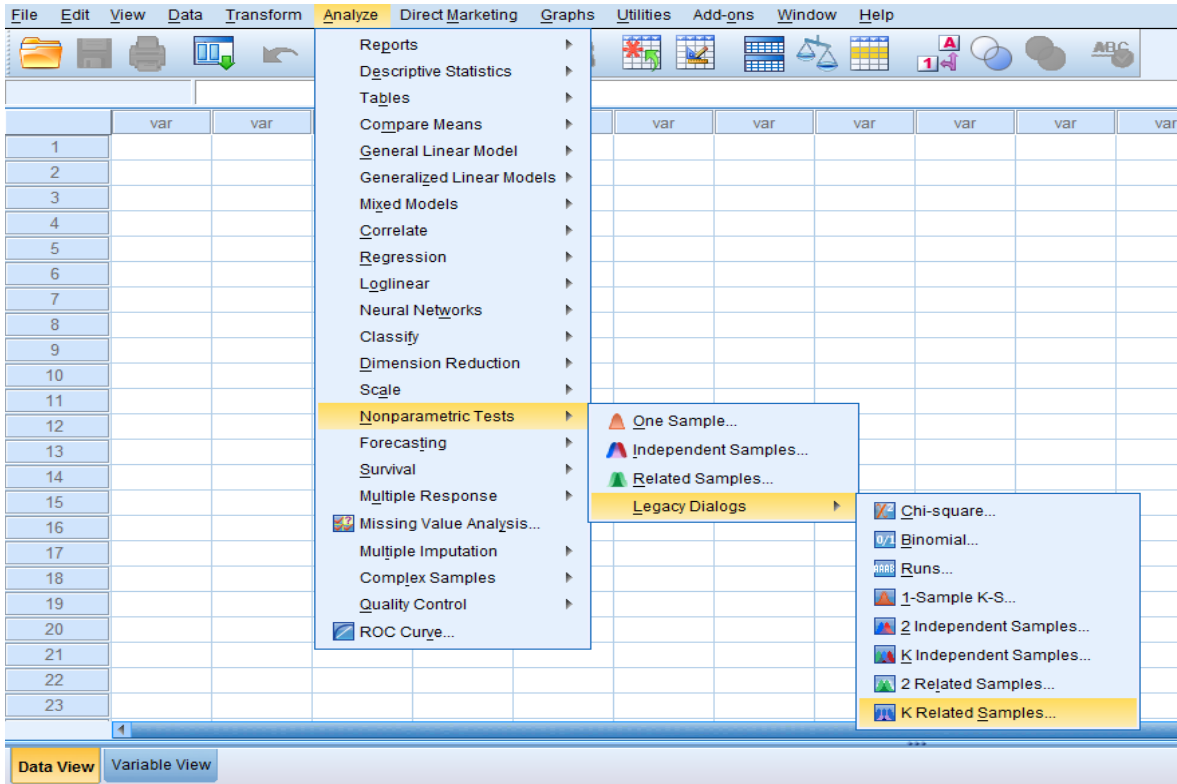 File Edit View Data Transform Analyze Direct Marketing Graphs Utilities Add-ons Window Help
A
1
ABC
var var var var var var var var
Reports
Descriptive Statistics
Tables
Compare Means
General Linear Model
Generalized Linear Models
Mixed Models
Correlate
Regression
Loglinear
Neural Networks
Classify
Dimension Reduction
Scale
Nonparametric Tests
Forecasting
Survival
Multiple Response
Missing Value Analysis...
Multiple Imputation
Complex Samples
Quality Control
ROC Curve...
One Sample...
Independent Samples...
Related Samples...
Legacy Dialogs
Chi-square...
0/1 Binomial...
Runs...
1-Sample K-S...
2 Independent Samples...
K Independent Samples...
2 Related Samples...
K Related Samples...
1
2
3
4
5
6
7
8
9
10
11
12
13
14
15
16
17
18
19
20
21
22
23
Data View Variable View